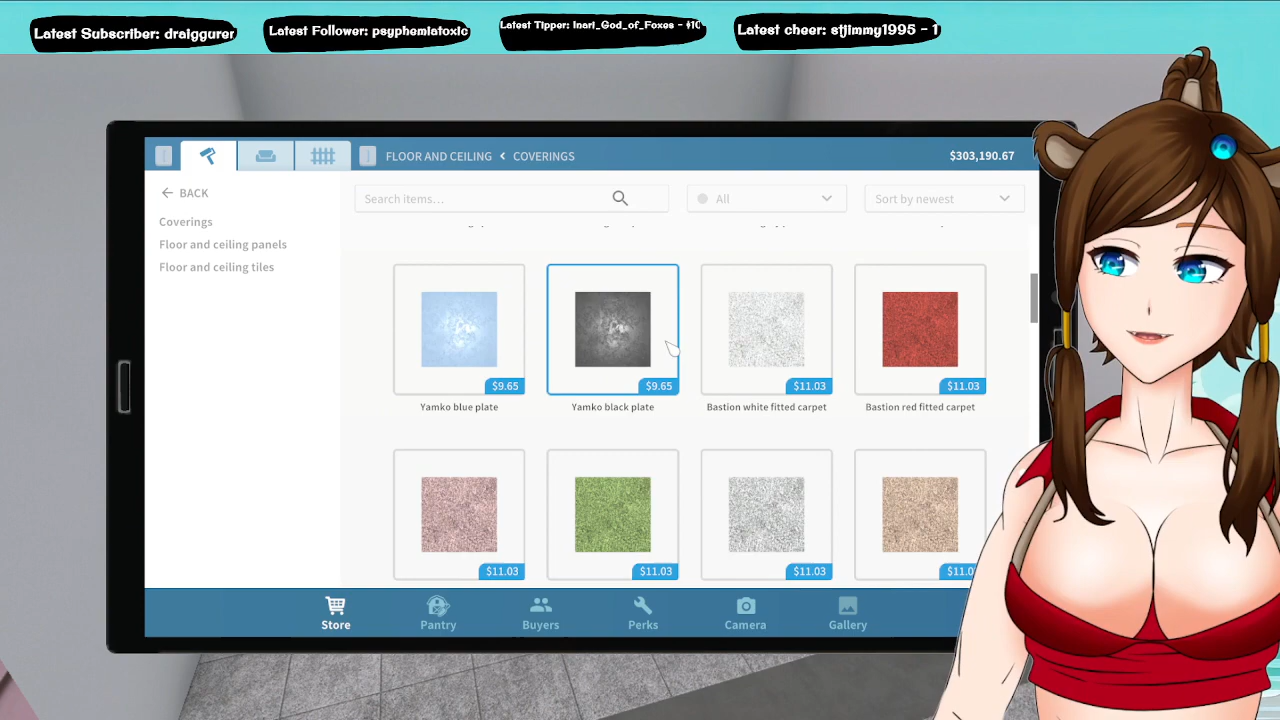 Latest Subscriber: draiggurer
Latest Follower: psyphemiatoxic
Latest Tipper: Inari_God_of_Foxes - $10
Latest cheer: stjimmy1995 - 1
FLOOR AND CEILING < COVERINGS
$303,190.67
BACK
Search items...
All
Sort by newest
Coverings
Floor and ceiling panels
Floor and ceiling tiles
$9.65
$9.65
$11.03
$11.03
Yamko blue plate
Yamko black plate
Bastion white fitted carpet
Bastion red fitted carpet
$11.03
$11.03
$11.03
Store
Pantry
Buyers
Perks
Camera
Gallery